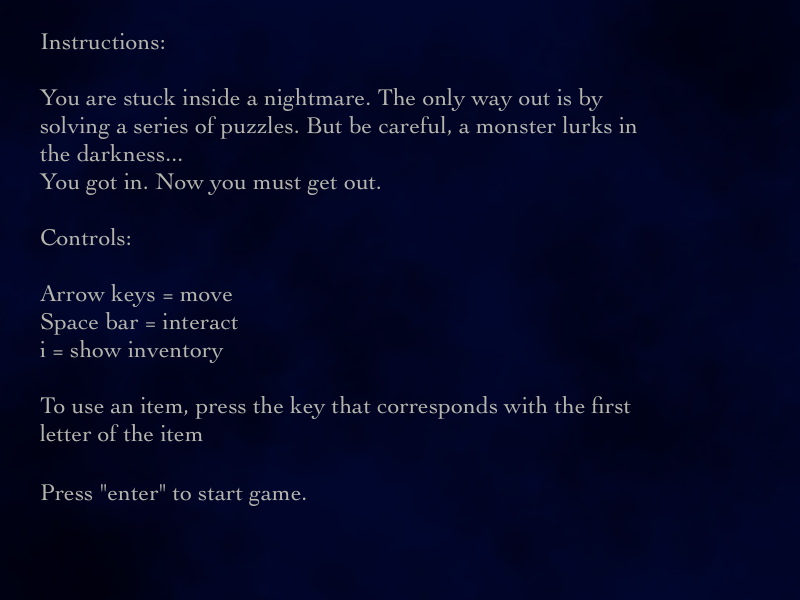 Instructions:
You are stuck inside a nightmare. The only way out is by
solving a series of puzzles. But be careful, a monster lurks in
the darkness...
You got in. Now you must get out.
Controls:
Arrow keys = move
Space bar = interact
i = show inventory
To use an item, press the key that corresponds with the first
letter of the item
Press "enter" to start game.